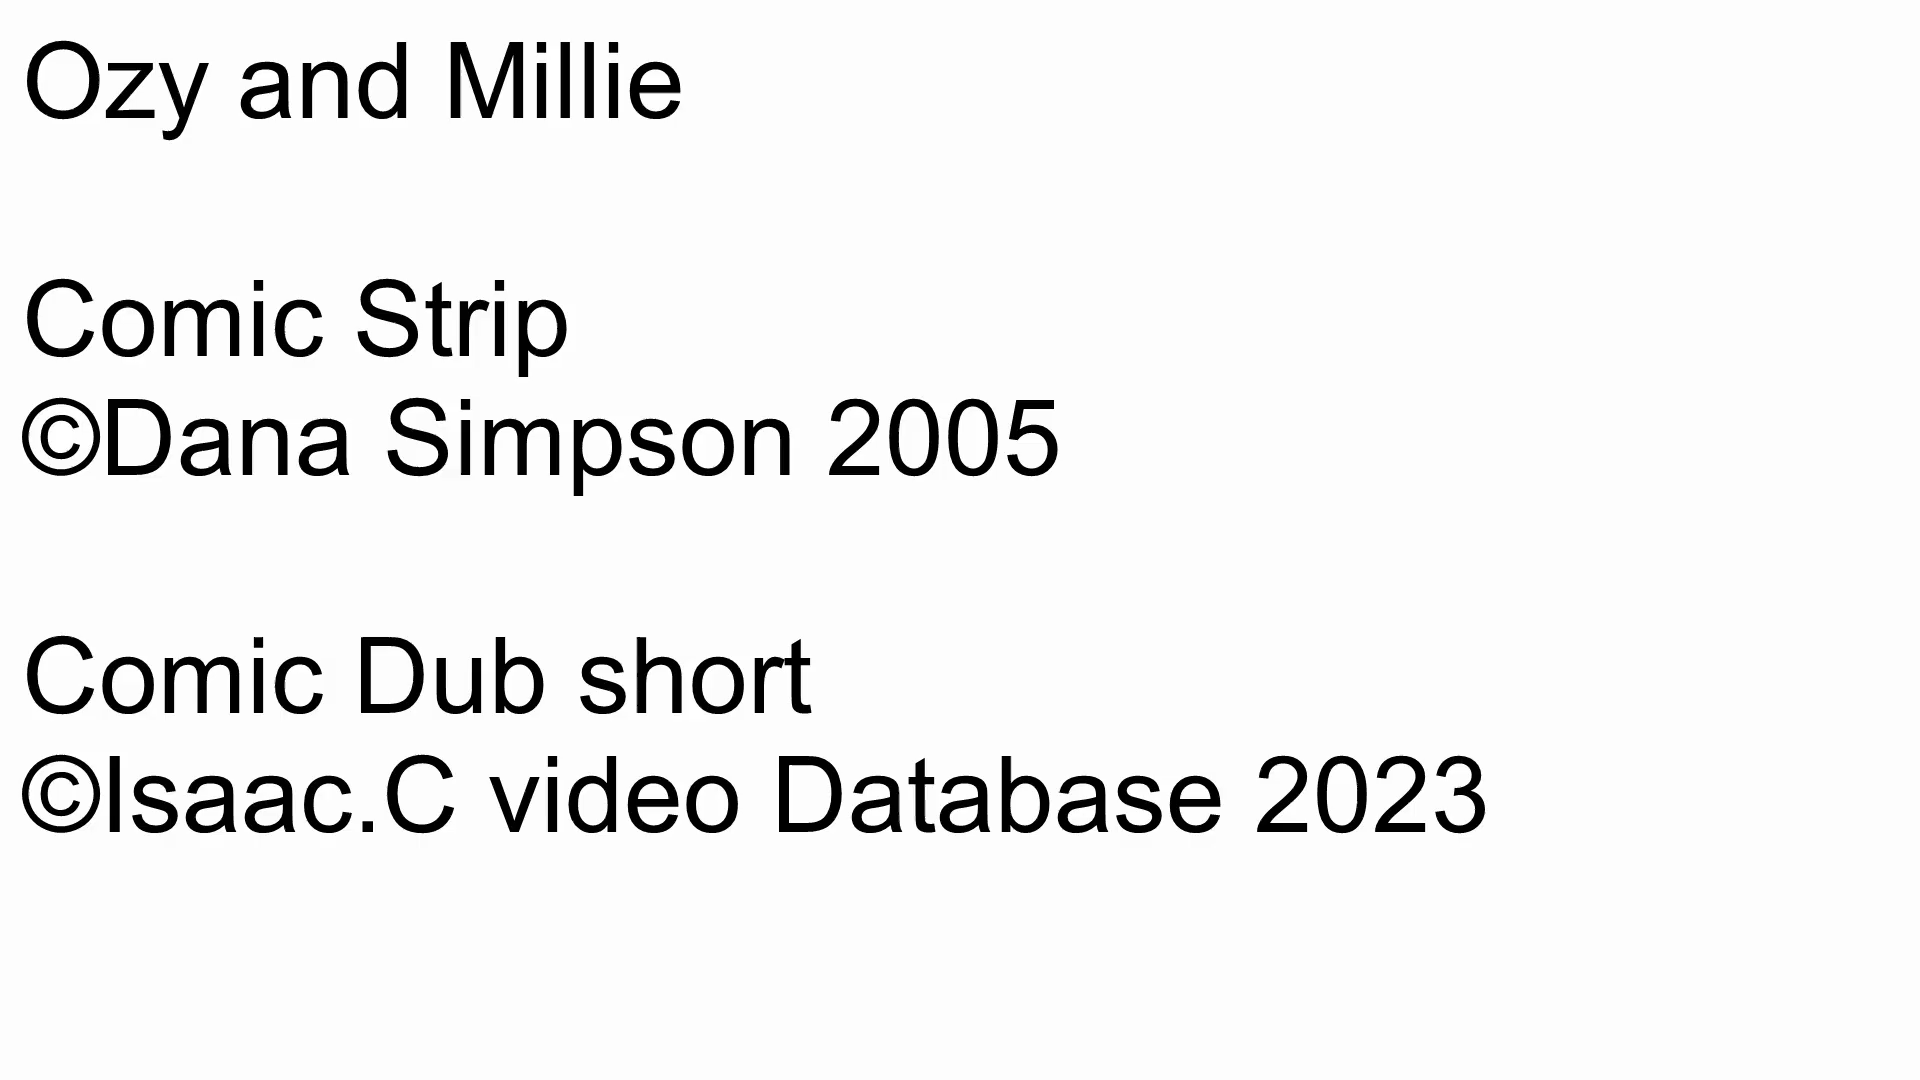 Ozy and Millie
Comic Strip
©Dana Simpson 2005
Comic Dub short
©Isaac.C video Database 2023